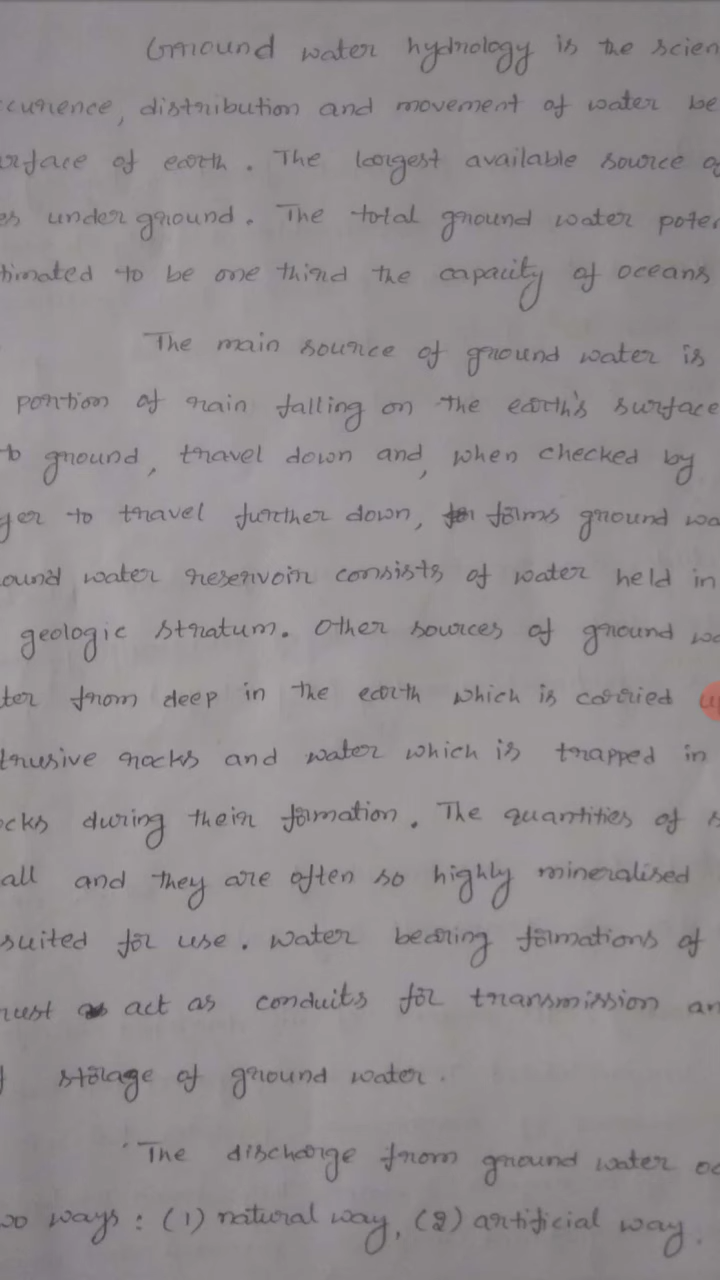 Ground water hydrology is the scien
ccurence, distribution and movement of water be
urface of earth. The largest available source of
es under ground. The total ground water poten
timated to be one third the capacity of oceans
The main source of ground water is
portion of rain falling on the earth's surface
to ground, travel down and, when checked by
yer to travel further down, forms ground wa
ound water reservoir consists of water held in
geologic stratum. Other sources of ground wa
ter from deep in the earth which is carried up
trusive rocks and water which is trapped in
ocks during their formation. The quantities of s
all and they are often so highly mineralised
suited for use. Water bearing formations of
rust act as conduits for transmission an
storage of ground water.
The discharge from ground water oc
wo ways: (1) natural way, (2) artificial way.